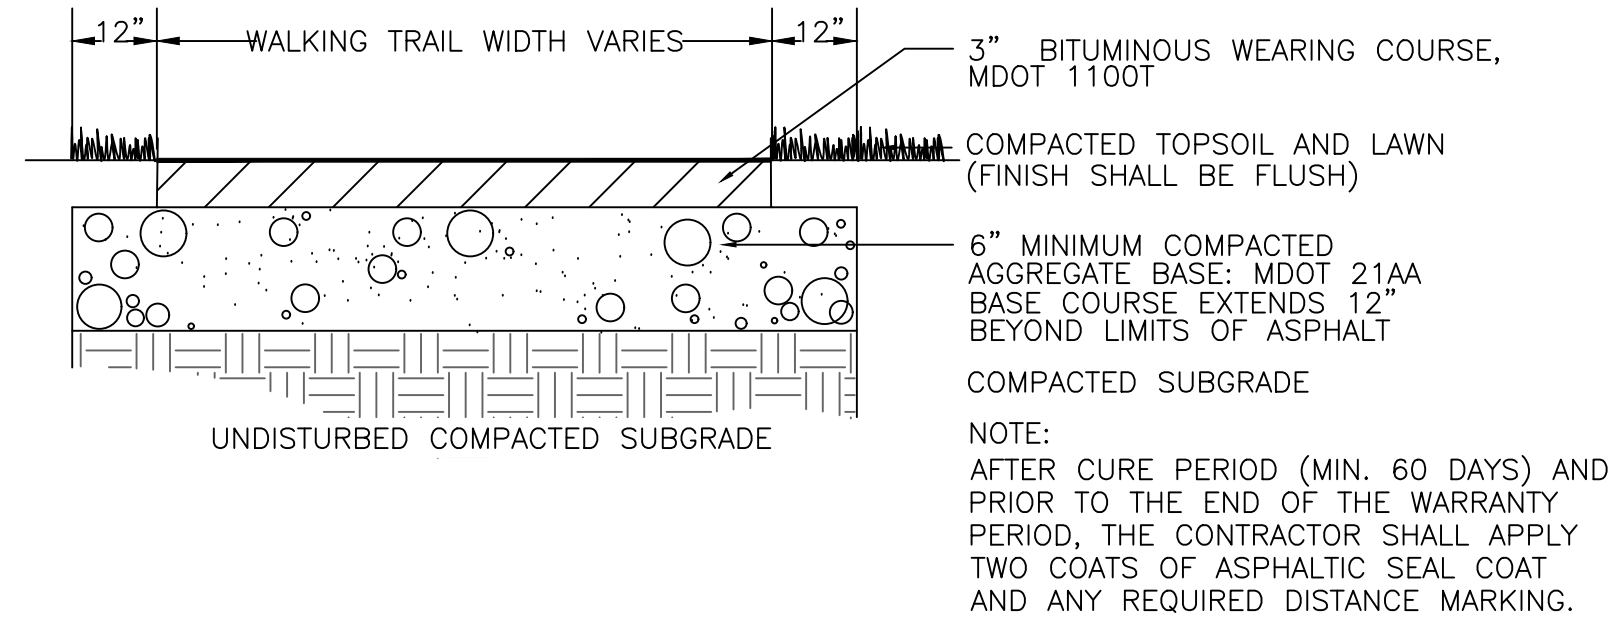 12” WALKING TRAIL WIDTH VARIES 12”
3” BITUMINOUS WEARING COURSE,
MDOT 1100T
COMPACTED TOPSOIL AND LAWN
(FINISH SHALL BE FLUSH)
6” MINIMUM COMPACTED
AGGREGATE BASE: MDOT 21AA
BASE COURSE EXTENDS 12”
BEYOND LIMITS OF ASPHALT
COMPACTED SUBGRADE
UNDISTURBED COMPACTED SUBGRADE
NOTE:
AFTER CURE PERIOD (MIN. 60 DAYS) AND
PRIOR TO THE END OF THE WARRANTY
PERIOD, THE CONTRACTOR SHALL APPLY
TWO COATS OF ASPHALTIC SEAL COAT
AND ANY REQUIRED DISTANCE MARKING.